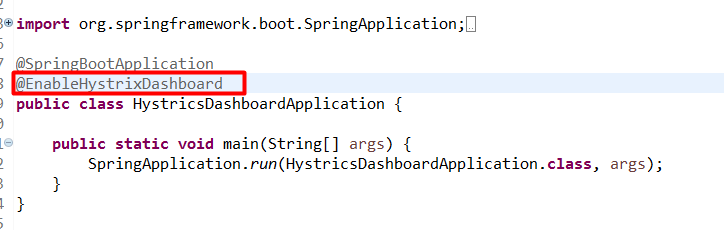 import org.springframework.boot.SpringApplication;
@SpringBootApplication
@EnableHystrixDashboard
public class HystricsDashboardApplication {
public static void main(String[] args) {
SpringApplication.run(HystricsDashboardApplication.class, args);
}
}